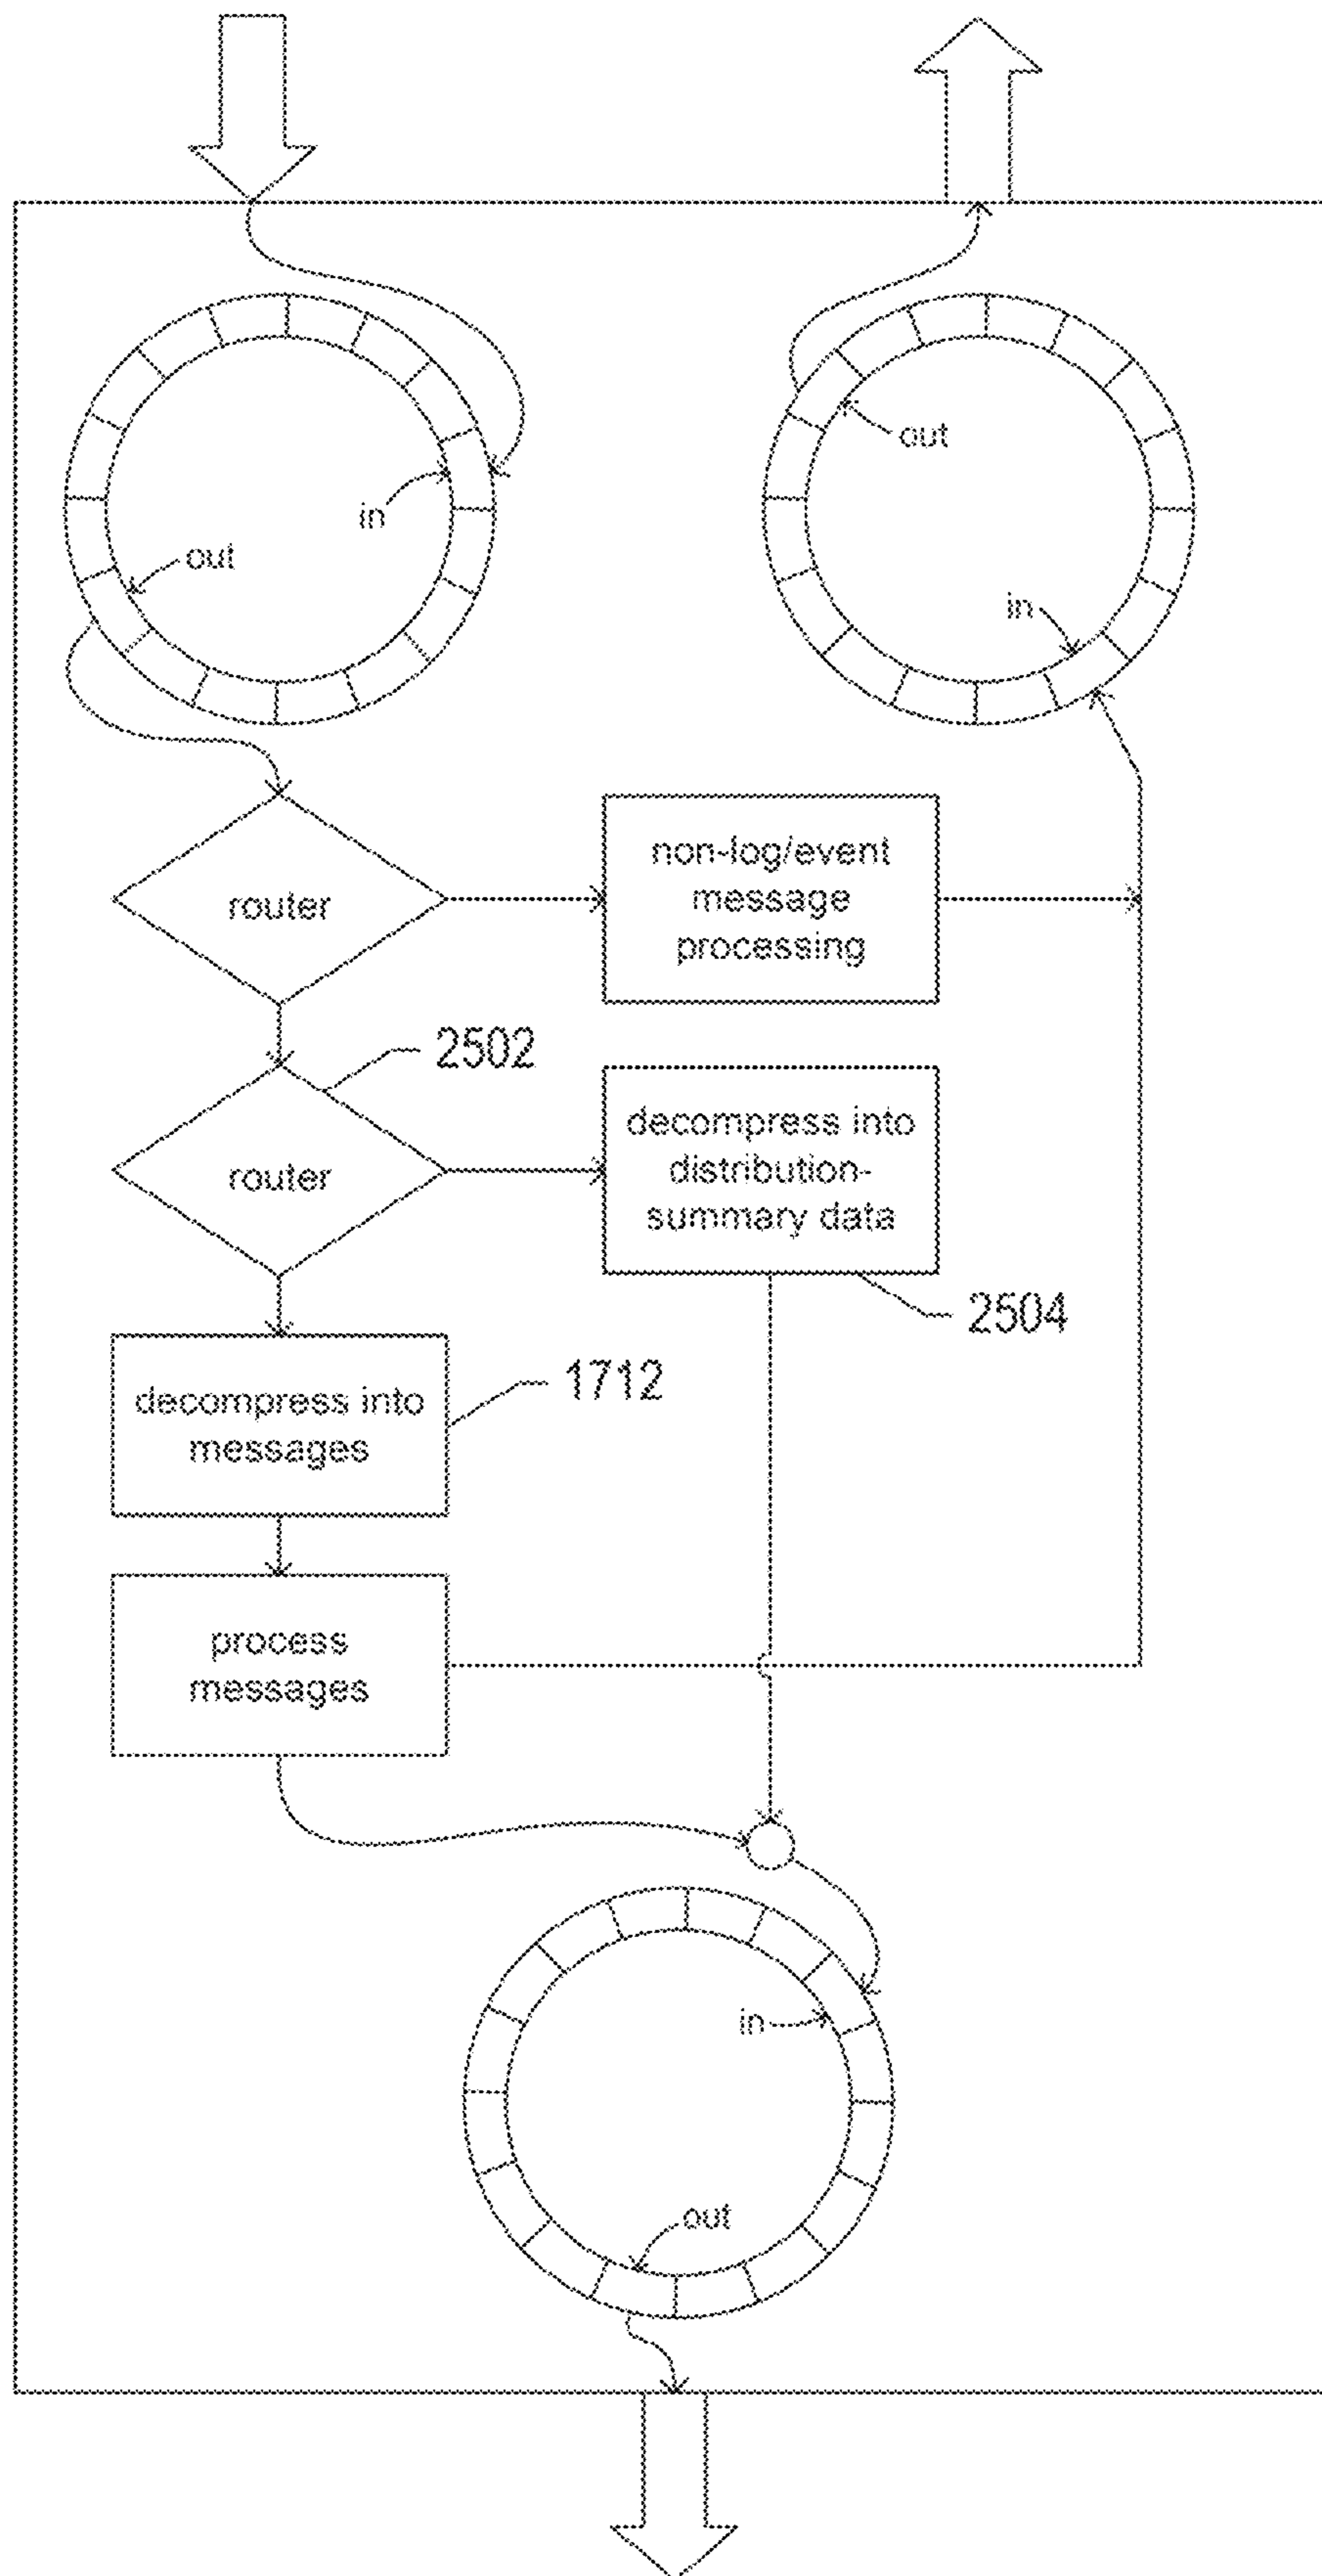 out
in
out
in
router
non-log/event
message
processing
2502
router
decompress into
distribution-
summary data
2504
decompress into
messages
1712
process
messages
in
out